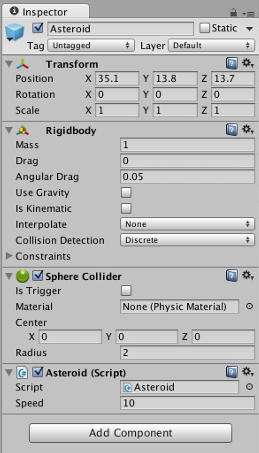 Inspector
Asteroid Static
Tag Untagged Layer Default
Transform
Position X 35.1 Y 13.8 Z 13.7
Rotation X 0 Y 0 Z 0
Scale X 1 Y 1 Z 1
Rigidbody
Mass 1
Drag 0
Angular Drag 0.05
Use Gravity
Is Kinematic
Interpolate None
Collision Detection Discrete
Constraints
Sphere Collider
Is Trigger
Material None (Physic Material)
Center
X 0 Y 0 Z 0
Radius 2
Asteroid (Script)
Script Asteroid
Speed 10
Add Component